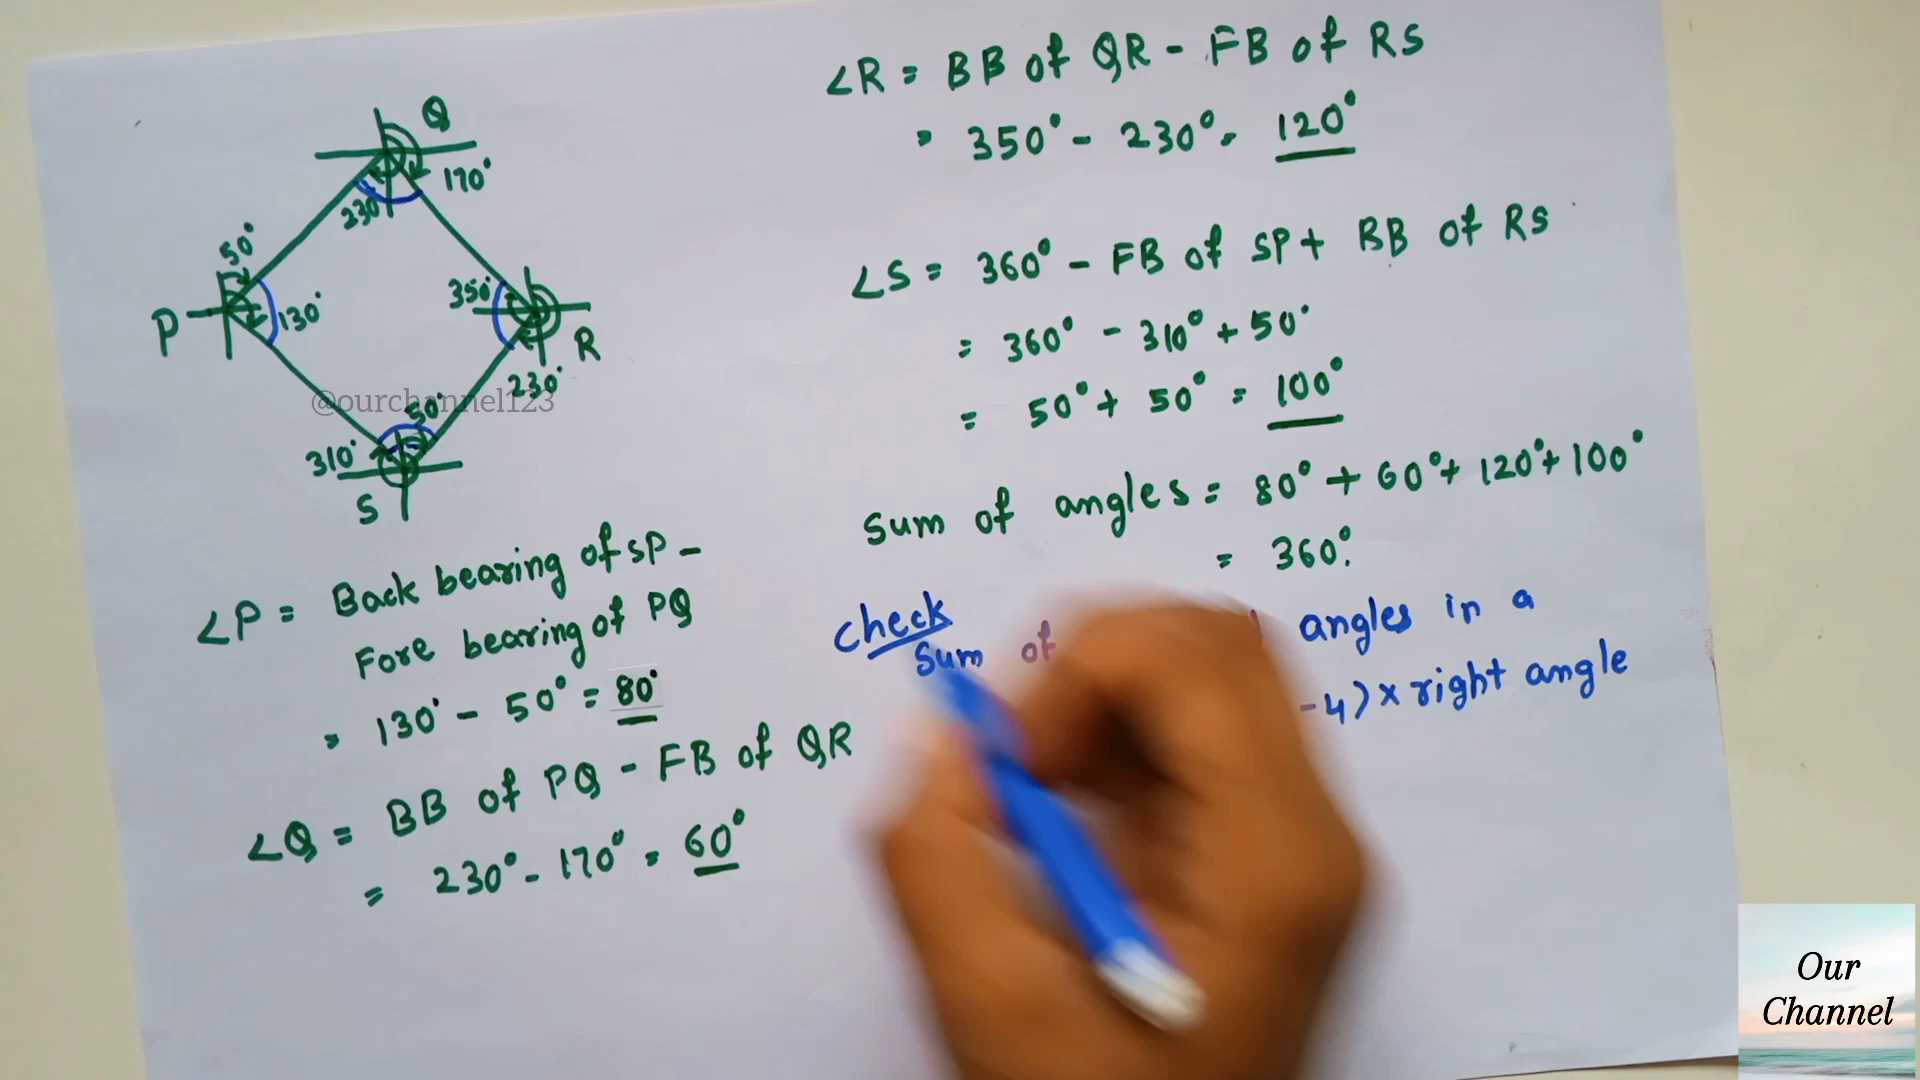 Q
170°
230
50°
P
130°
350°
R
230°
@ourchannel123
50°
310°
S
∠P = Back bearing of SP -
Fore bearing of PQ
= 130° - 50° = 80°
∠Q = BB of PQ - FB of QR
= 230° - 170° = 60°
∠R = BB of QR - FB of RS
= 350° - 230° = 120°
∠S = 360° - FB of SP + BB of RS
= 360° - 310° + 50°
= 50° + 50° = 100°
Sum of angles = 80° + 60° + 120° + 100°
= 360°.
Check
Sum of angles in a
-4) x right angle
Our
Channel